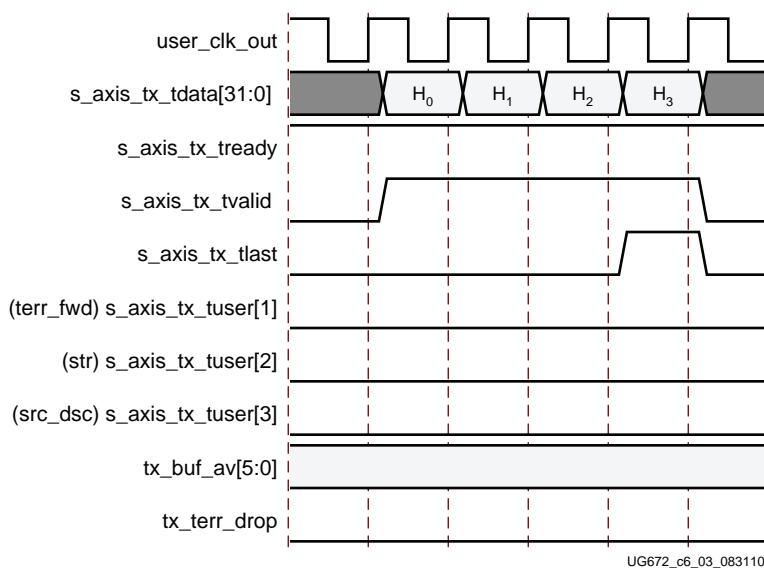 user_clk_out
s_axis_tx_tdata[31:0] H0 H1 H2 H3
s_axis_tx_tready
s_axis_tx_tvalid
s_axis_tx_tlast
(terr_fwd) s_axis_tx_tuser[1]
(str) s_axis_tx_tuser[2]
(src_dsc) s_axis_tx_tuser[3]
tx_buf_av[5:0]
tx_terr_drop
UG672_c6_03_083110